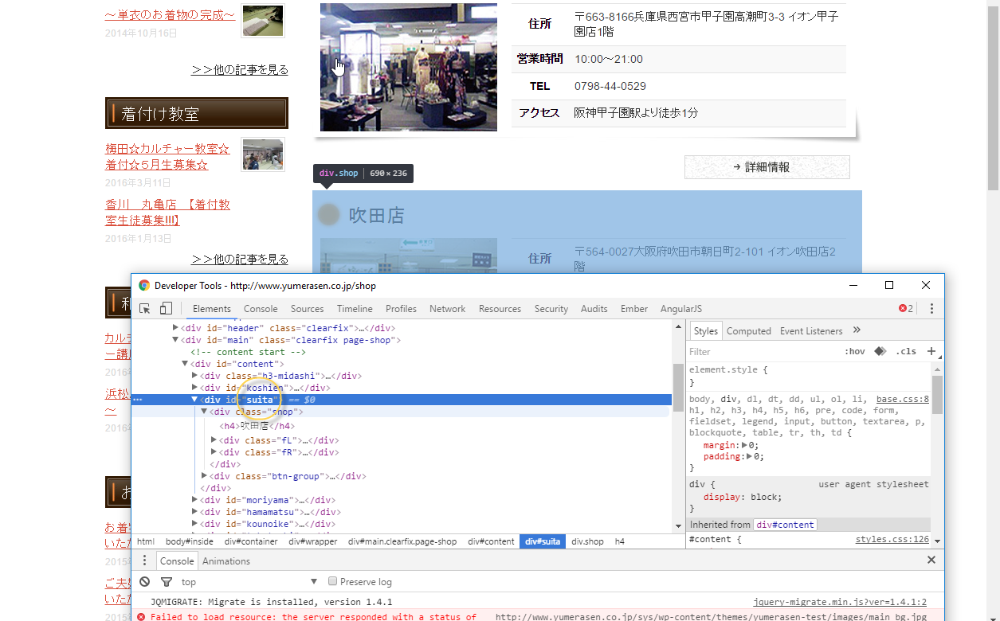 ～単衣のお着物の完成～
2014年10月16日
＞＞他の記事を見る
着付け教室
梅田☆カルチャー教室☆
着付☆５月生募集☆
2016年3月11日
香川　丸亀店　【着付教
室生徒募集!!!】
2016年1月13日
＞＞他の記事を見る
カルチ
ー講
2016
浜松
～
2016
お
お着物
いただ
2015年
ご夫
いただ
2015年
住所
〒663-8166兵庫県西宮市甲子園高潮町3-3 イオン甲子
園店1階
営業時間
10:00～21:00
TEL
0798-44-0529
アクセス
阪神甲子園駅より徒歩1分
→ 詳細情報
div.shop | 690 × 236
吹田店
住所
〒564-0027大阪府吹田市朝日町2-101 イオン吹田店2
階
Developer Tools - http://www.yumerasen.co.jp/shop
Elements Console Sources Timeline Profiles Network Resources Security Audits Ember AngularJS
2
▶<div id="header" class="clearfix">…</div>
▼<div id="main" class="clearfix page-shop">
<!-- content start -->
▼<div id="content">
▶<div class="h3-midashi">…</div>
▶<div id="koshien">…</div>
… ▼<div id="suita"> == $0
▼<div class="shop">
<h4>吹田店</h4>
▶<div class="fL">…</div>
▶<div class="fR">…</div>
</div>
▶<div class="btn-group">…</div>
</div>
▶<div id="moriyama">…</div>
▶<div id="hamamatsu">…</div>
▶<div id="kounoike">…</div>
html body#inside div#container div#wrapper div#main.clearfix.page-shop div#content div#suita div.shop h4
Styles Computed Event Listeners »
Filter :hov .cls +
element.style {
}
body, div, dl, dt, dd, ul, ol, li, base.css:8
h1, h2, h3, h4, h5, h6, pre, code, form,
fieldset, legend, input, button, textarea, p,
blockquote, table, tr, th, td {
margin:▶0;
padding:▶0;
}
div { user agent stylesheet
display: block;
}
Inherited from div#content
#content { styles.css:126
Console Animations
top ▼ Preserve log
JQMIGRATE: Migrate is installed, version 1.4.1 jquery-migrate.min.js?ver=1.4.1:2
Failed to load resource: the server responded with a status of http://www.yumerasen.co.jp/sys/wp-content/themes/yumerasen-test/images/main_bg.jpg